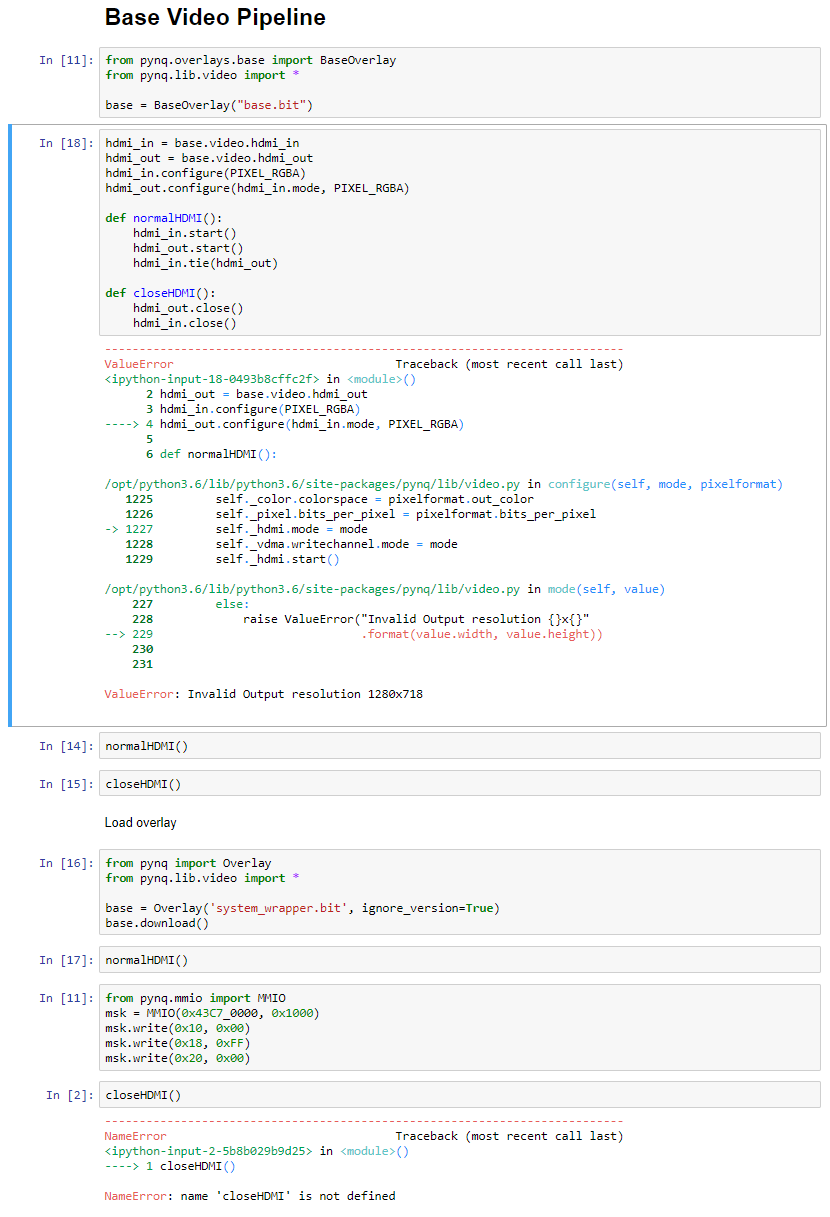 Base Video Pipeline
In [11]: from pynq.overlays.base import BaseOverlay
from pynq.lib.video import *

base = BaseOverlay("base.bit")
In [18]: hdmi_in = base.video.hdmi_in
hdmi_out = base.video.hdmi_out
hdmi_in.configure(PIXEL_RGBA)
hdmi_out.configure(hdmi_in.mode, PIXEL_RGBA)

def normalHDMI():
    hdmi_in.start()
    hdmi_out.start()
    hdmi_in.tie(hdmi_out)

def closeHDMI():
    hdmi_out.close()
    hdmi_in.close()
---------------------------------------------------------------------------
ValueError                                Traceback (most recent call last)
<ipython-input-18-0493b8cffc2f> in <module>()
      2 hdmi_out = base.video.hdmi_out
      3 hdmi_in.configure(PIXEL_RGBA)
----> 4 hdmi_out.configure(hdmi_in.mode, PIXEL_RGBA)
      5
      6 def normalHDMI():

/opt/python3.6/lib/python3.6/site-packages/pynq/lib/video.py in configure(self, mode, pixelformat)
   1225         self._color.colorspace = pixelformat.out_color
   1226         self._pixel.bits_per_pixel = pixelformat.bits_per_pixel
-> 1227         self._hdmi.mode = mode
   1228         self._vdma.writechannel.mode = mode
   1229         self._hdmi.start()

/opt/python3.6/lib/python3.6/site-packages/pynq/lib/video.py in mode(self, value)
    227         else:
    228             raise ValueError("Invalid Output resolution {}x{}"
--> 229                              .format(value.width, value.height))
    230
    231

ValueError: Invalid Output resolution 1280x718
In [14]: normalHDMI()
In [15]: closeHDMI()
Load overlay
In [16]: from pynq import Overlay
from pynq.lib.video import *

base = Overlay('system_wrapper.bit', ignore_version=True)
base.download()
In [17]: normalHDMI()
In [11]: from pynq.mmio import MMIO
msk = MMIO(0x43C7_0000, 0x1000)
msk.write(0x10, 0x00)
msk.write(0x18, 0xFF)
msk.write(0x20, 0x00)
In [2]: closeHDMI()
---------------------------------------------------------------------------
NameError                                 Traceback (most recent call last)
<ipython-input-2-5b8b029b9d25> in <module>()
----> 1 closeHDMI()

NameError: name 'closeHDMI' is not defined